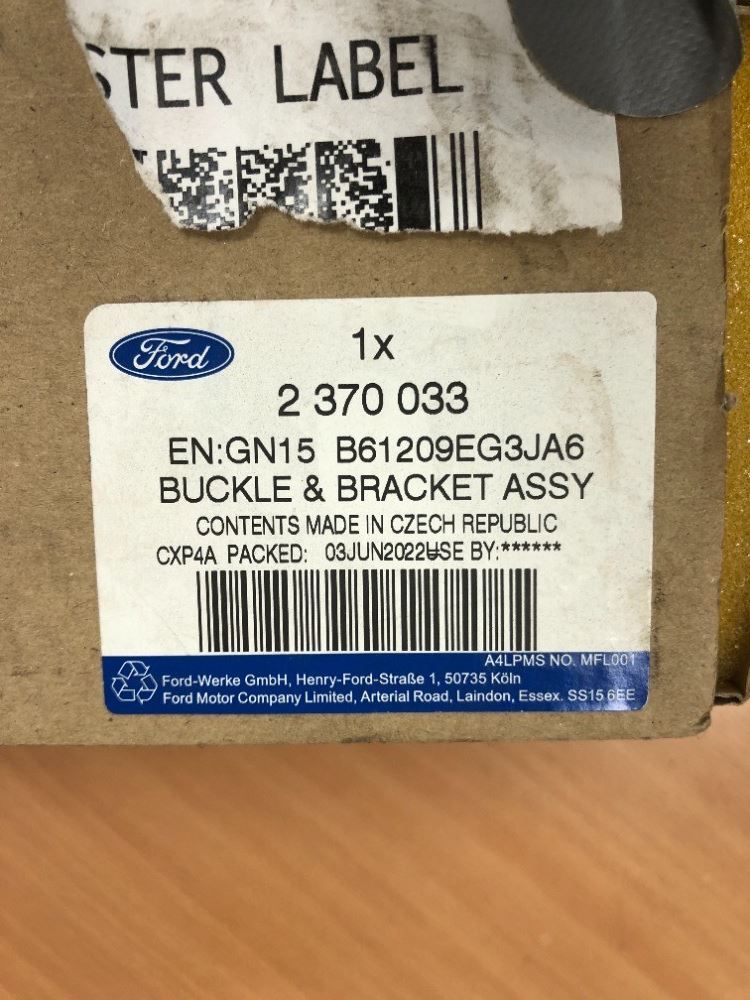 STER LABEL
Ford
1x
2 370 033
EN:GN15 B61209EG3JA6
BUCKLE & BRACKET ASSY
CONTENTS MADE IN CZECH REPUBLIC
CXP4A PACKED: 03JUN2022USE BY:******
A4LPMS NO. MFL001
Ford-Werke GmbH, Henry-Ford-Straße 1, 50735 Köln
Ford Motor Company Limited, Arterial Road, Laindon, Essex. SS15 6EE